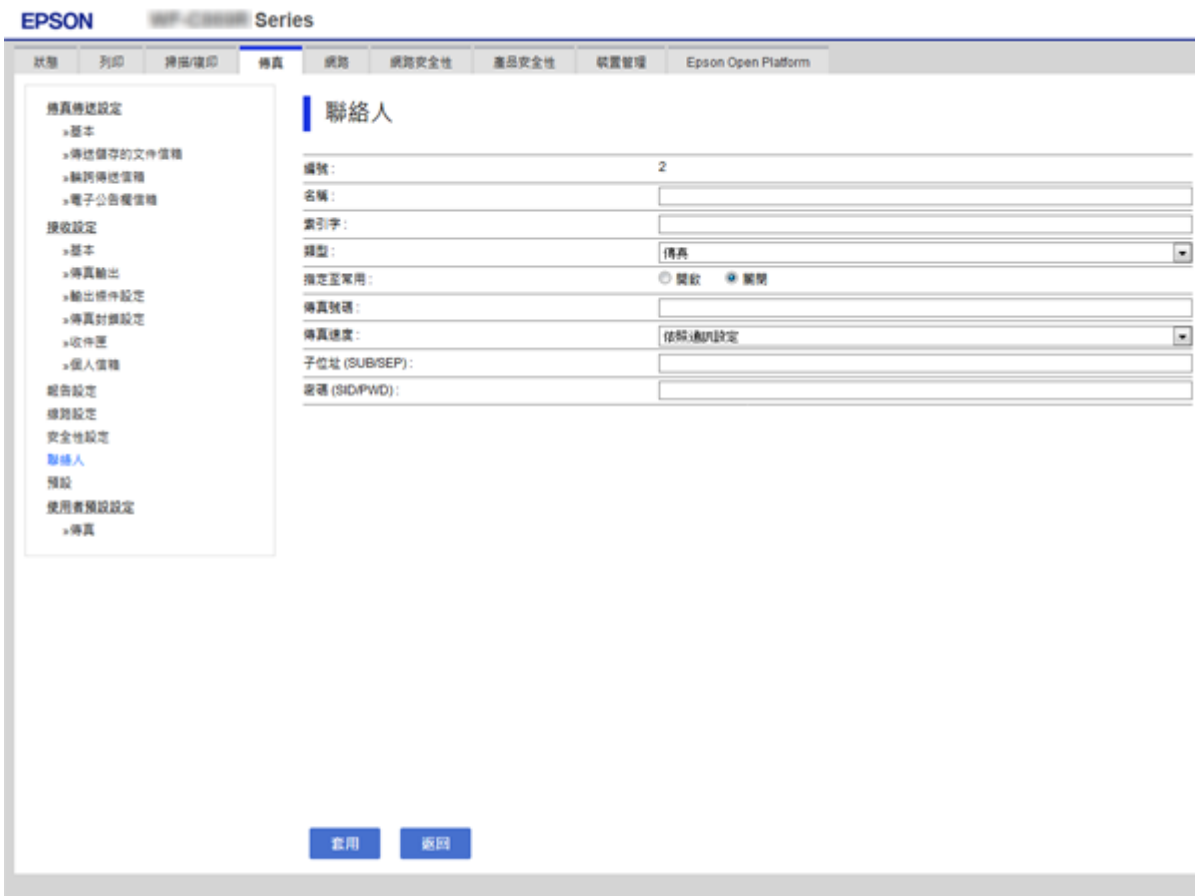 EPSON Series
狀態 列印 掃描/複印 傳真 網路 網路安全性 產品安全性 裝置管理 Epson Open Platform
傳真傳送設定
»基本
»傳送儲存的文件信箱
»輪詢傳送信箱
»電子公告欄信箱
接收設定
»基本
»傳真輸出
»輸出條件設定
»傳真封鎖設定
»收件匣
»個人信箱
報告設定
線路設定
安全性設定
聯絡人
預設
使用者預設設定
»傳真
聯絡人
編號 : 2
名稱 :
索引字 :
類型 : 傳真
指定至常用 : 開啟 關閉
傳真號碼 :
傳真速度 : 依照通訊設定
子位址 (SUB/SEP) :
密碼 (SID/PWD) :
套用 返回